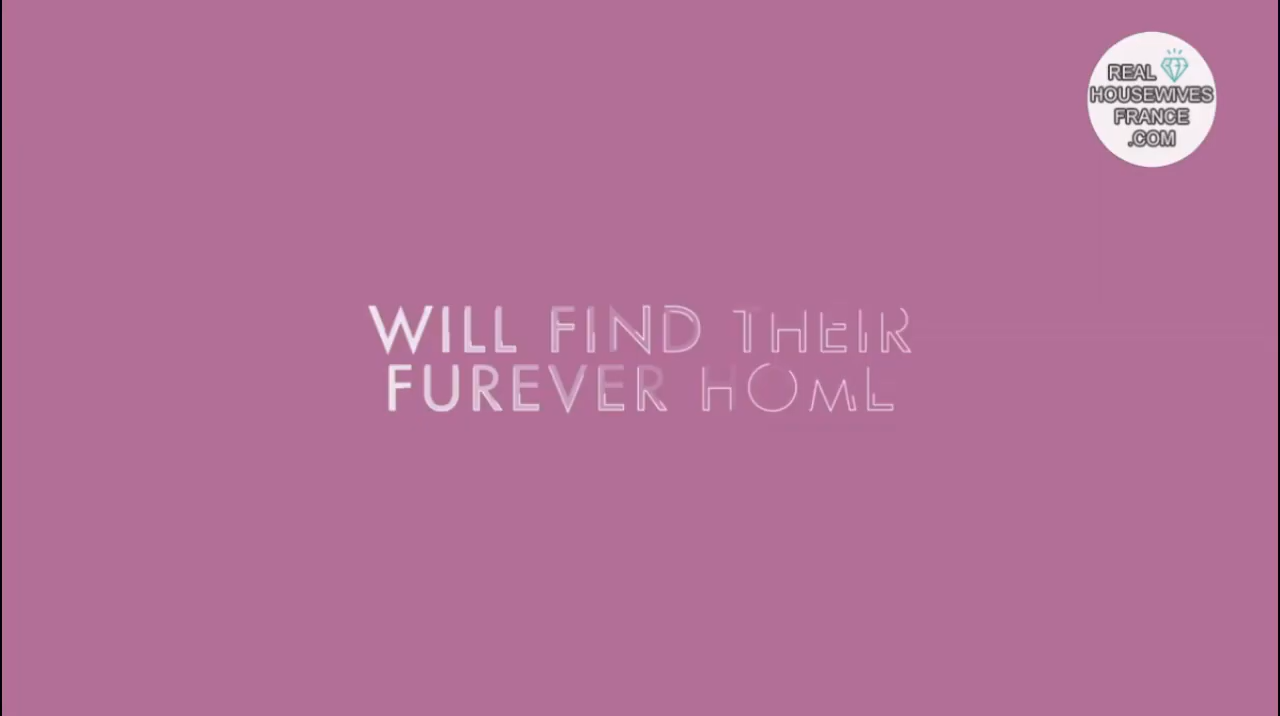 REAL
HOUSEWIVES
FRANCE
.COM
WILL FIND THEIR
FUREVER HOME